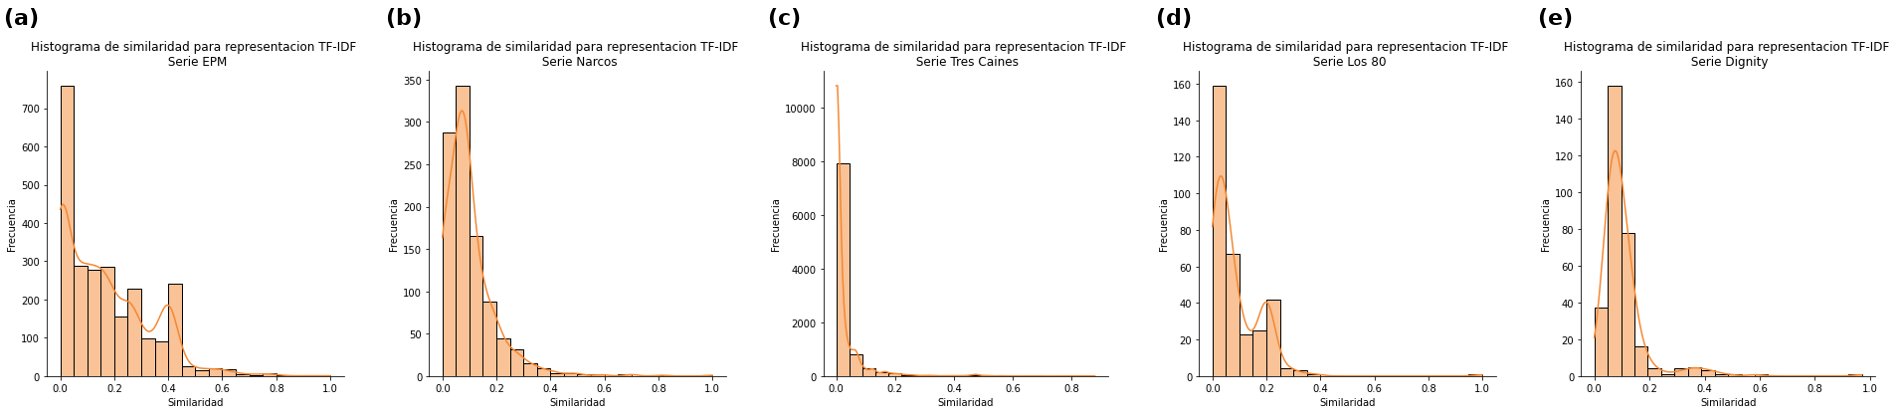 (a)
Histograma de similaridad para representacion TF-IDF
Serie EPM
Frecuencia
700
600
500
400
300
200
100
0
0.0 0.2 0.4 0.6 0.8 1.0
Similaridad
(b)
Histograma de similaridad para representacion TF-IDF
Serie Narcos
Frecuencia
350
300
250
200
150
100
50
0
0.0 0.2 0.4 0.6 0.8 1.0
Similaridad
(c)
Histograma de similaridad para representacion TF-IDF
Serie Tres Caines
Frecuencia
10000
8000
6000
4000
2000
0
0.0 0.2 0.4 0.6 0.8
Similaridad
(d)
Histograma de similaridad para representacion TF-IDF
Serie Los 80
Frecuencia
160
140
120
100
80
60
40
20
0
0.0 0.2 0.4 0.6 0.8 1.0
Similaridad
(e)
Histograma de similaridad para representacion TF-IDF
Serie Dignity
Frecuencia
160
140
120
100
80
60
40
20
0
0.0 0.2 0.4 0.6 0.8 1.0
Similaridad